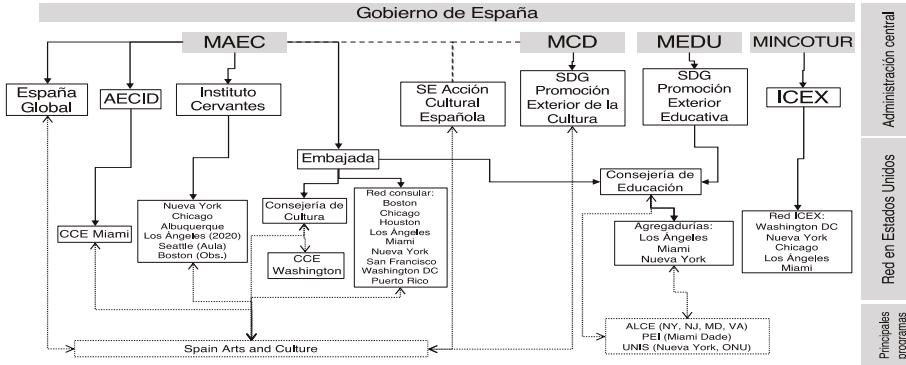 Gobierno de España
MAEC
MCD
MEDU
MINCOTUR
Administración central
España
Global
AECID
Instituto
Cervantes
SE Acción
Cultural
Española
SDG
Promoción
Exterior de la
Cultura
SDG
Promoción
Exterior
Educativa
ICEX
Embajada
Consejería de
Educación
Red en Estados Unidos
CCE Miami
Nueva York
Chicago
Albuquerque
Los Ángeles (2020)
Seattle (Aula)
Boston (Obs.)
Consejería de
Cultura
CCE
Washington
Red consular:
Boston
Chicago
Houston
Los Ángeles
Miami
Nueva York
San Francisco
Washington DC
Puerto Rico
Agregadurías:
Los Ángeles
Miami
Nueva York
Red ICEX:
Washington DC
Nueva York
Chicago
Los Ángeles
Miami
Spain Arts and Culture
ALCE (NY, NJ, MD, VA)
PEI (Miami Dade)
UNIS (Nueva York, ONU)
Principales
programas